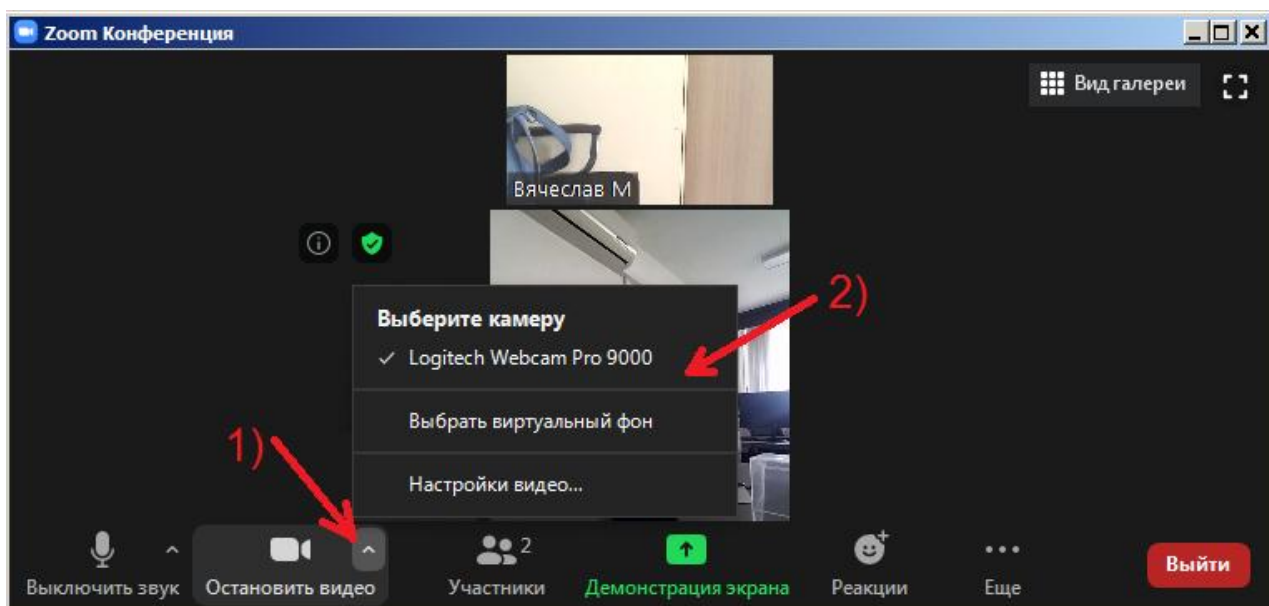 Zoom Конференция
Вид галереи
Вячеслав М
2)
Выберите камеру
Logitech Webcam Pro 9000
Выбрать виртуальный фон
1)
Настройки видео...
2
Выключить звук
Остановить видео
Участники
Демонстрация экрана
Реакции
Еще
Выйти